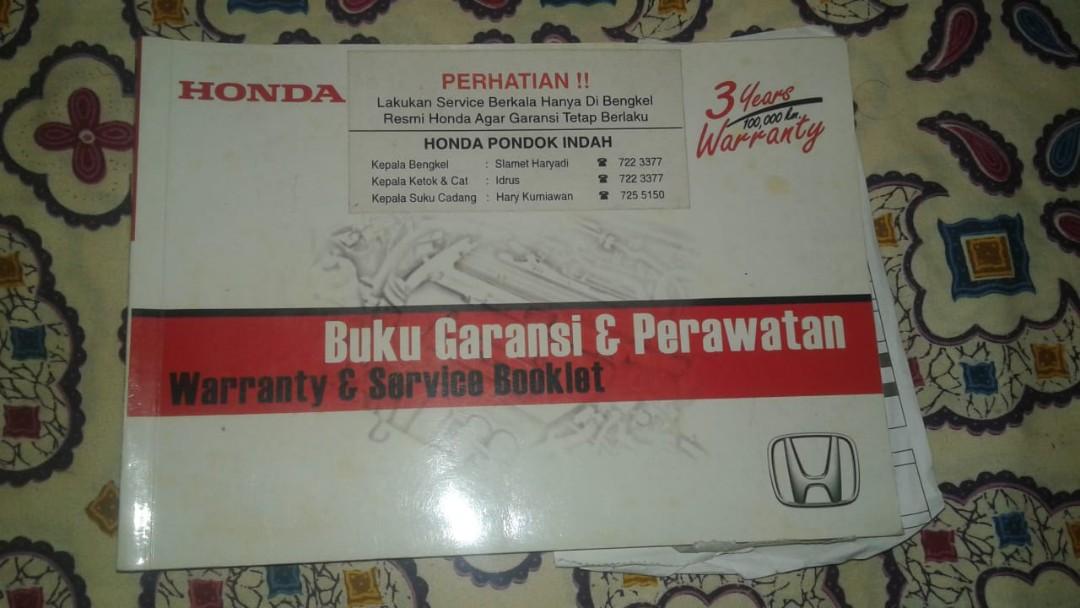 HONDA
PERHATIAN !!
Lakukan Service Berkala Hanya Di Bengkel
Resmi Honda Agar Garansi Tetap Berlaku
HONDA PONDOK INDAH
Kepala Bengkel : Slamet Haryadi ☎ 722 3377
Kepala Ketok & Cat : Idrus ☎ 722 3377
Kepala Suku Cadang : Hary Kurniawan ☎ 725 5150
3 Years
100,000 km
Warranty
Buku Garansi & Perawatan
Warranty & Service Booklet